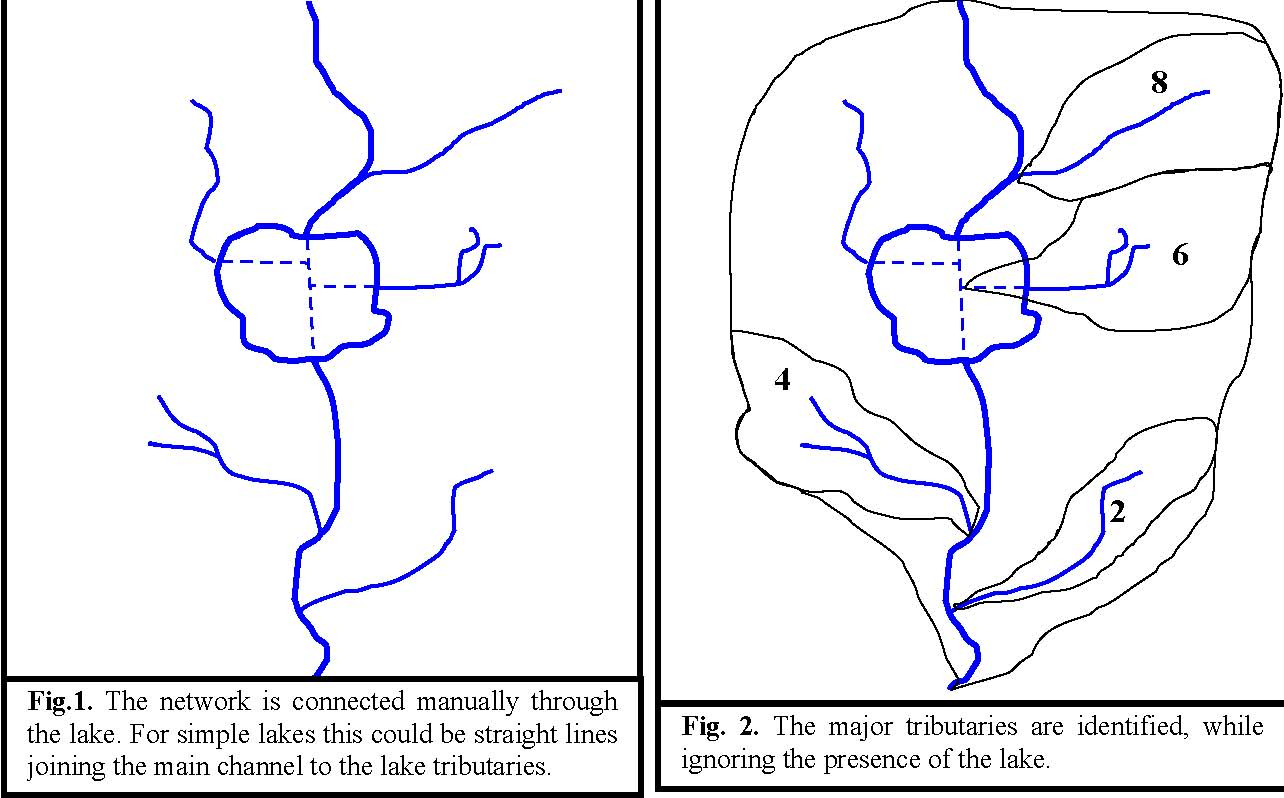 8
6
4
2
Fig.1. The network is connected manually through
the lake. For simple lakes this could be straight lines
joining the main channel to the lake tributaries.
Fig. 2. The major tributaries are identified, while
ignoring the presence of the lake.